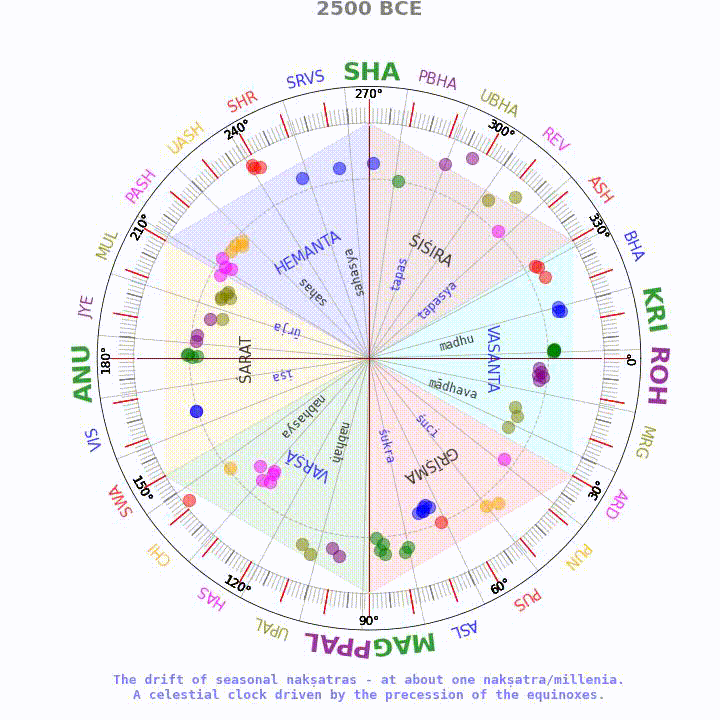 2500 BCE
SHA
SRVS
PBHA
270°
SHR
UBHA
240°
300°
UASH
REV
PASH
ASH
210°
330°
MUL
BHA
HEMANTA
ŚIŚIRA
sahasya
tapas
sahas
tapasya
JYE
KRI
ūrja
madhu
ŚARAT
VASANTA
ANU
180°
0°
ROH
iṣa
mādhava
nabhasya
śuci
VIS
MRG
nabhaḥ
śukra
VARṢĀ
GRĪṢMA
150°
30°
SWA
ARD
CHI
PUN
120°
60°
HAS
PUS
UPAL
90°
ASL
PPAL
MAG
The drift of seasonal nakṣatras - at about one nakṣatra/millenia.
A celestial clock driven by the precession of the equinoxes.